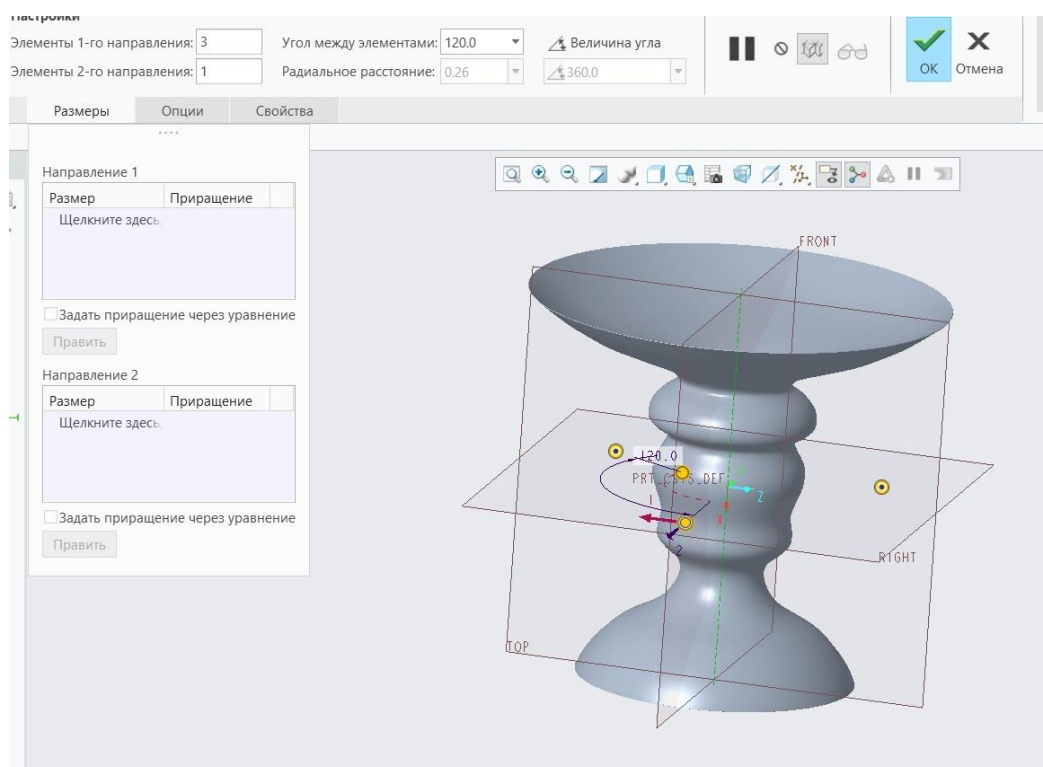 Настройки
Элементы 1-го направления: 3 Угол между элементами: 120.0 Величина угла
Элементы 2-го направления: 1 Радиальное расстояние: 0.26 360.0
OK Отмена
Размеры Опции Свойства
Направление 1
Размер Приращение
Щелкните здесь
Задать приращение через уравнение
Править
Направление 2
Размер Приращение
Щелкните здесь
Задать приращение через уравнение
Править
FRONT
120.0
PRT_CSYS_DEF
1
Z
X
2
RIGHT
TOP